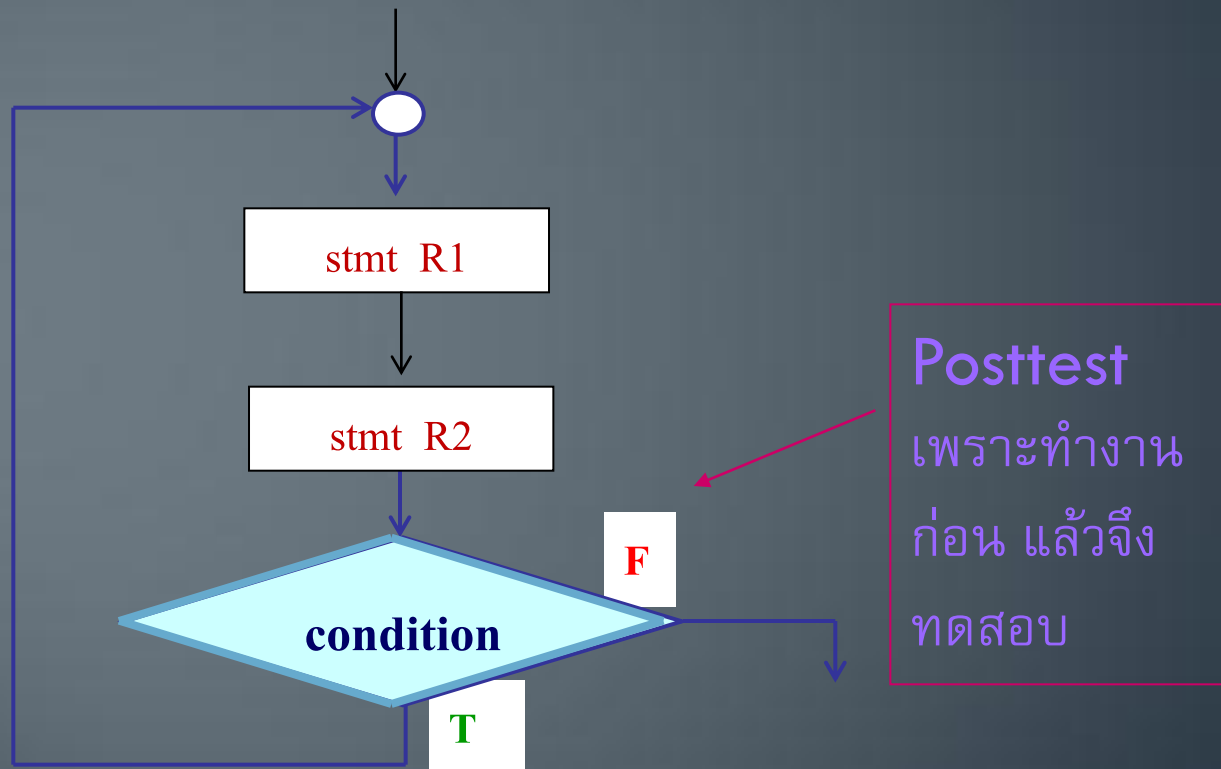 stmt R1
stmt R2
condition
F
T
Posttest
เพราะทำงาน
ก่อน แล้วจึง
ทดสอบ